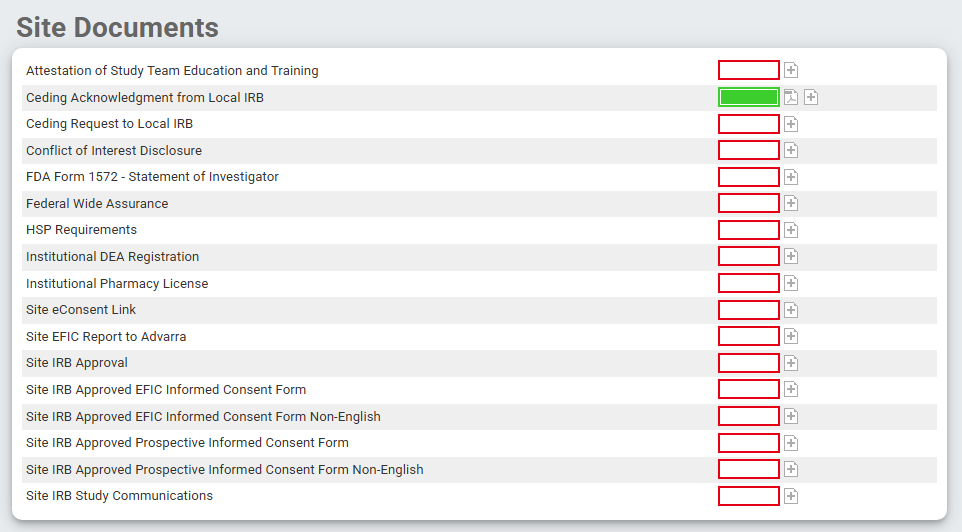 Site Documents
Attestation of Study Team Education and Training
Ceding Acknowledgment from Local IRB
Ceding Request to Local IRB
Conflict of Interest Disclosure
FDA Form 1572 - Statement of Investigator
Federal Wide Assurance
HSP Requirements
Institutional DEA Registration
Institutional Pharmacy License
Site eConsent Link
Site EFIC Report to Advarra
Site IRB Approval
Site IRB Approved EFIC Informed Consent Form
Site IRB Approved EFIC Informed Consent Form Non-English
Site IRB Approved Prospective Informed Consent Form
Site IRB Approved Prospective Informed Consent Form Non-English
Site IRB Study Communications